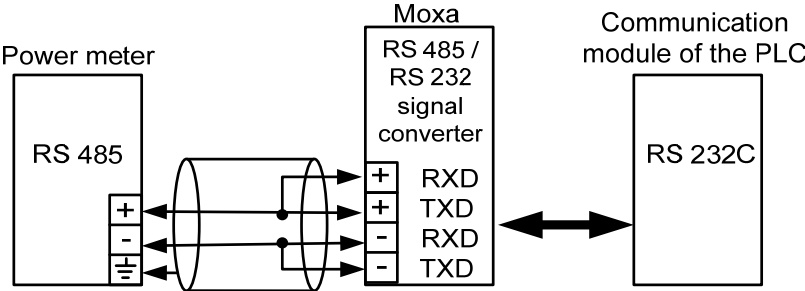 Moxa
Communication
module of the PLC
Power meter
RS 485 /
RS 232
signal
converter
RS 485
RS 232C
+ RXD
+ TXD
- RXD
- TXD
+
-